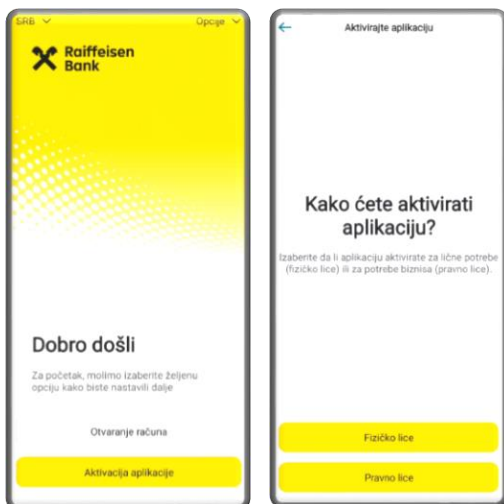 SRB
Opcije
Raiffeisen
Bank
Dobro došli
Za početak, molimo izaberite željenu
opciju kako biste nastavili dalje
Otvaranje računa
Aktivacija aplikacije
Aktivirajte aplikaciju
Kako ćete aktivirati
aplikaciju?
Izaberite da li aplikaciju aktivirate za lične potrebe
(fizičko lice) ili za potrebe biznisa (pravno lice).
Fizičko lice
Pravno lice